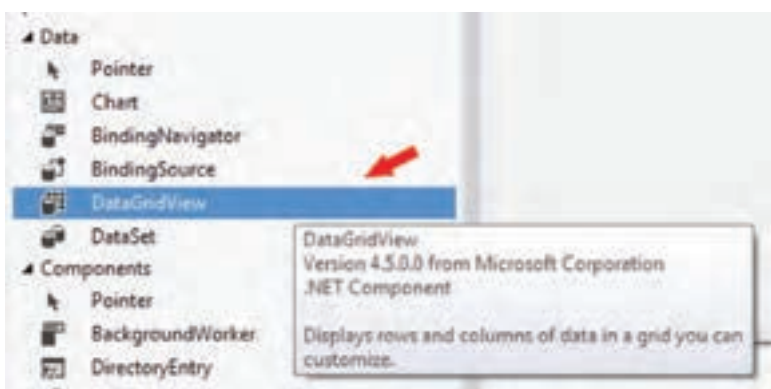 Data
Pointer
Chart
BindingNavigator
BindingSource
DataGridView
DataSet
Components
Pointer
BackgroundWorker
DirectoryEntry
DataGridView
Version 4.5.0.0 from Microsoft Corporation
.NET Component
Displays rows and columns of data in a grid you can
customize.